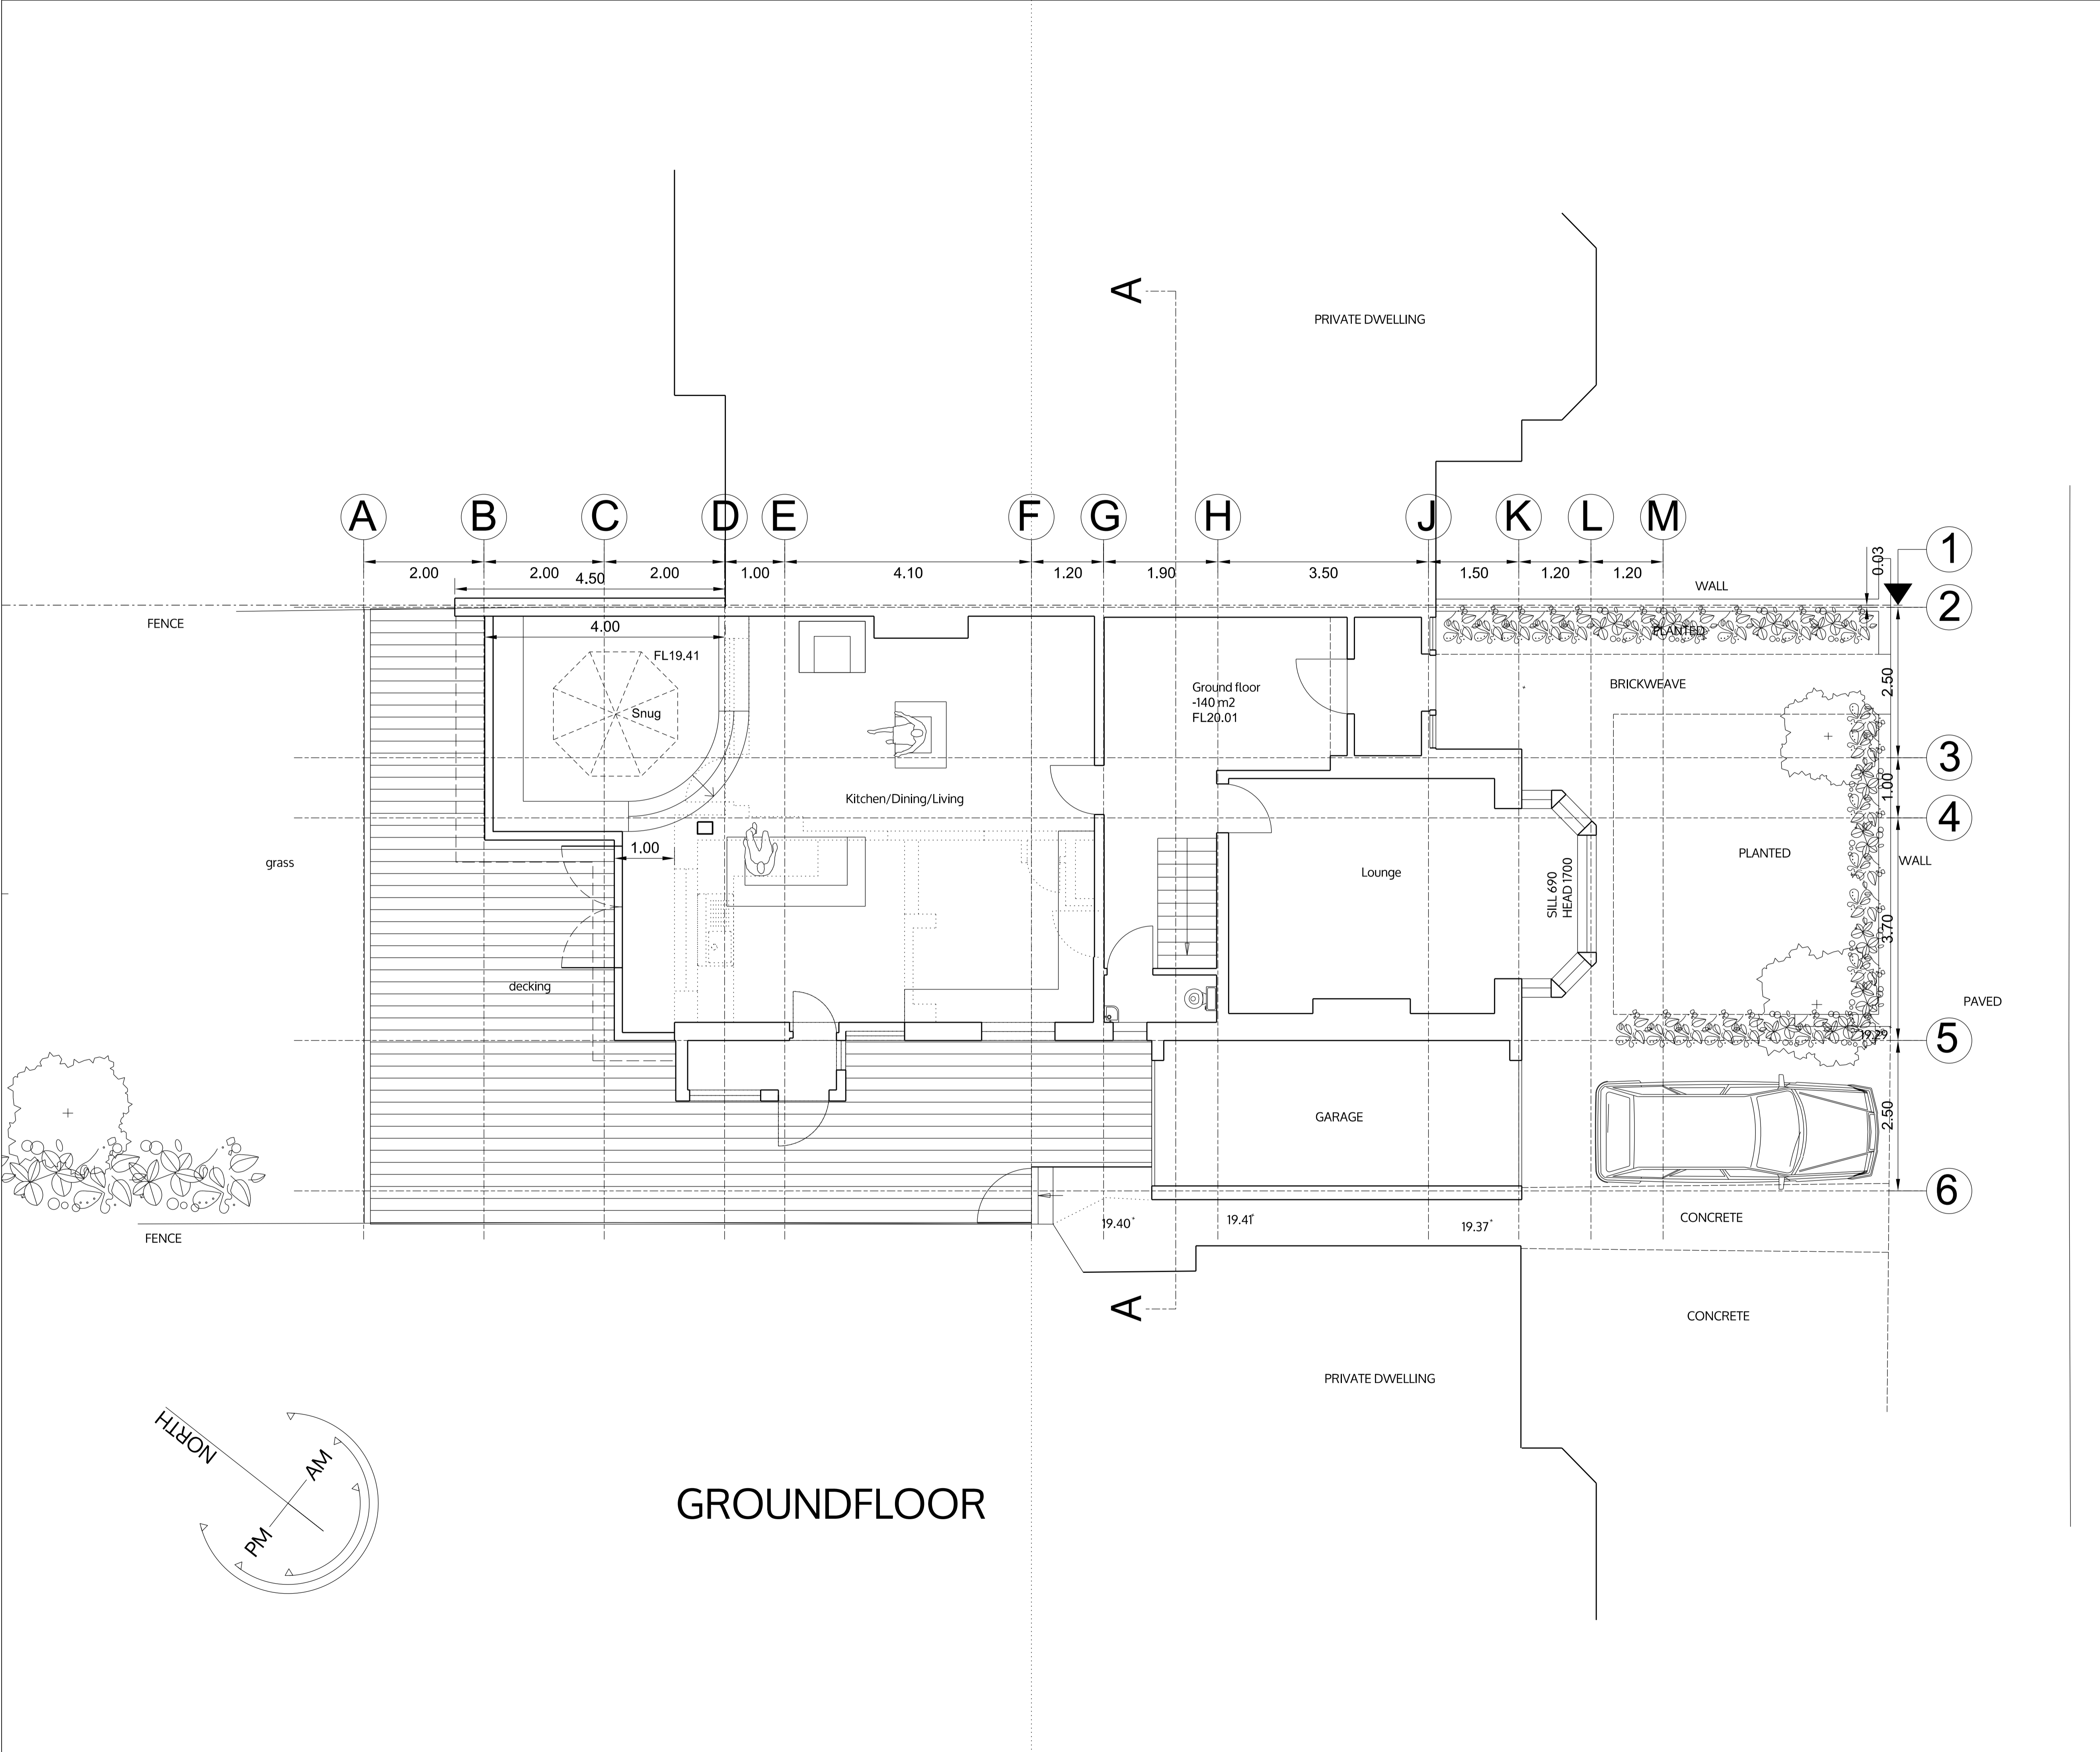 A
PRIVATE DWELLING
A B C D E F G H J K L M
1
2.00 2.00 2.00 1.00 4.10 1.20 1.90 3.50 1.50 1.20 1.20
4.50
0.03
WALL
2
FENCE
4.00
PLANTED
FL19.41
Snug
Ground floor
-140 m2
FL20.01
BRICKWEAVE
2.50
3
Kitchen/Dining/Living
1.00
4
1.00
grass
Lounge
SILL 690
HEAD 1700
PLANTED
WALL
3.70
decking
PAVED
19.29
5
GARAGE
2.50
6
19.40
19.41
19.37
CONCRETE
FENCE
A
CONCRETE
PRIVATE DWELLING
NORTH
AM
PM
GROUNDFLOOR